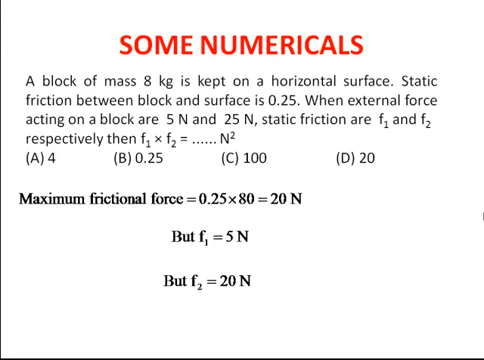 SOME NUMERICALS
A block of mass 8 kg is kept on a horizontal surface. Static
friction between block and surface is 0.25. When external force
acting on a block are 5 N and 25 N, static friction are f₁ and f₂
respectively then f₁ × f₂ = ...... N²
(A) 4 (B) 0.25 (C) 100 (D) 20
Maximum frictional force = 0.25×80 = 20 N
But f₁ = 5 N
But f₂ = 20 N